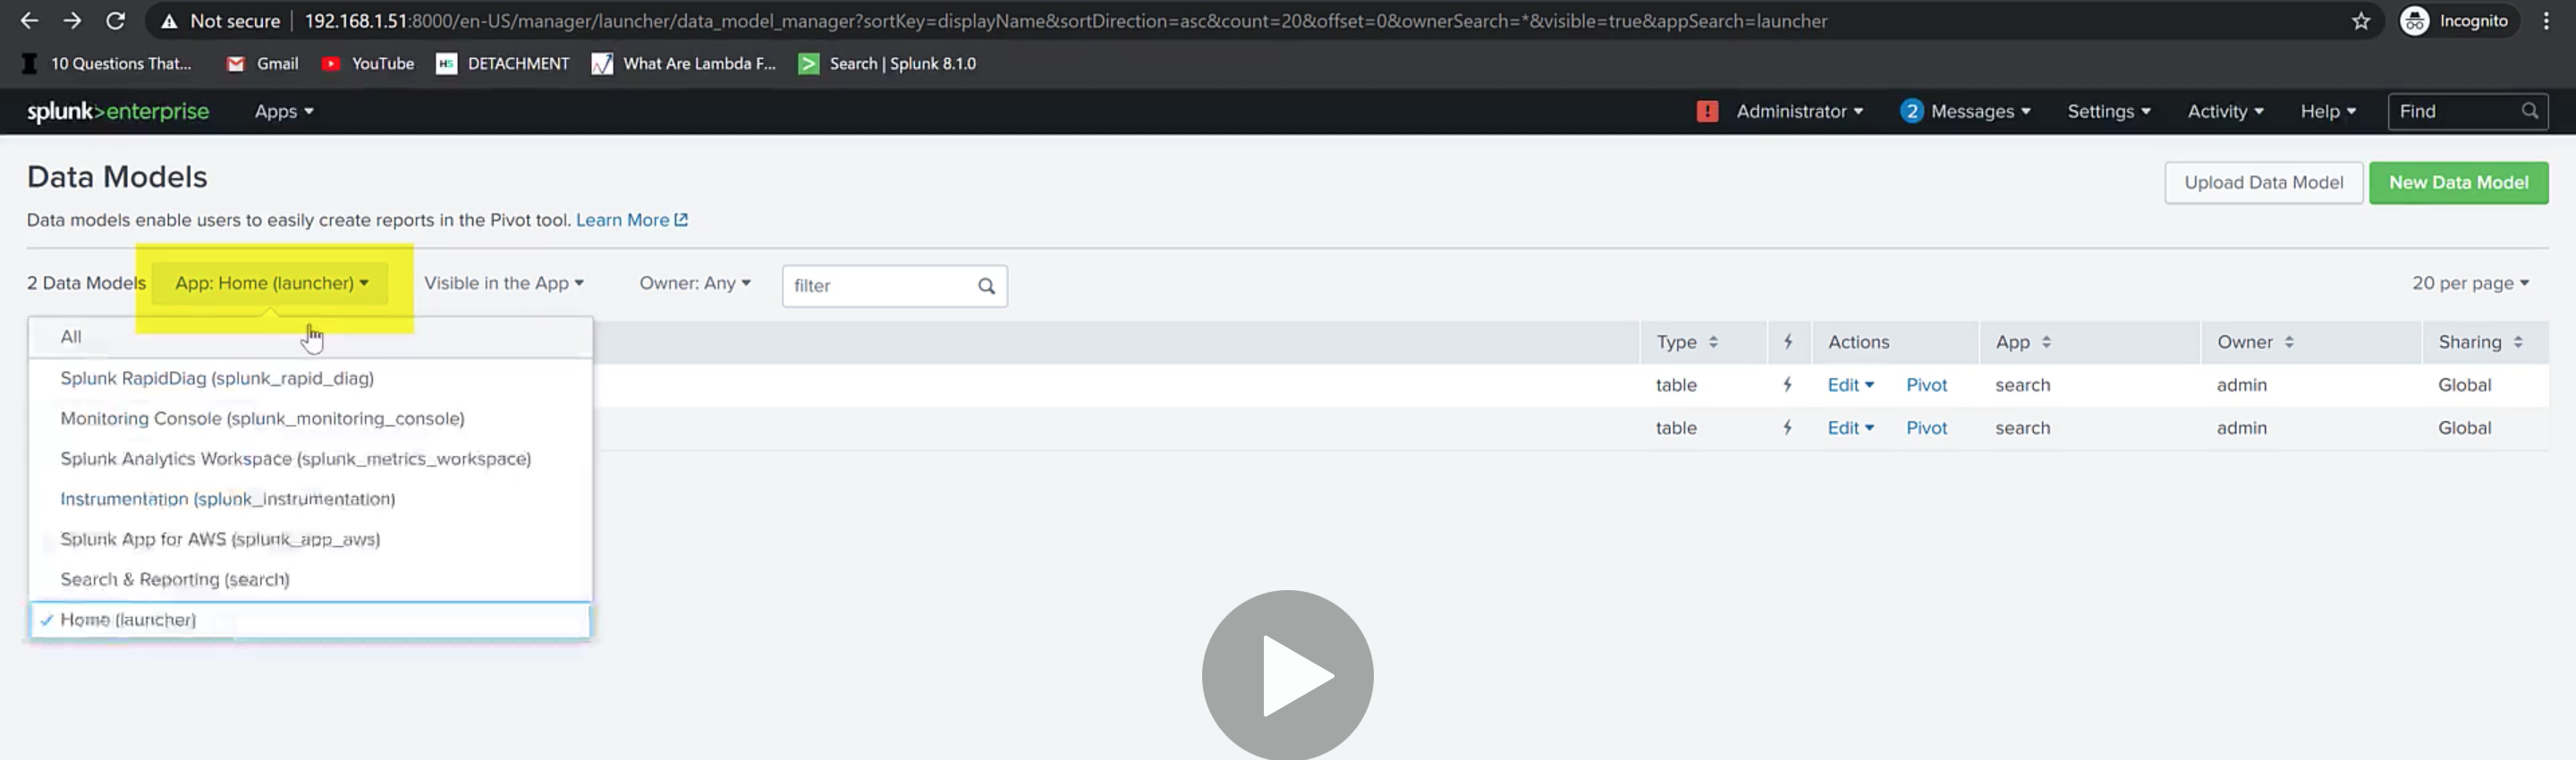 Not secure 192.168.1.51:8000/en-US/manager/launcher/data_model_manager?sortKey=displayName&sortDirection=asc&count=20&offset=0&ownerSearch=*&visible=true&appSearch=launcher Incognito
10 Questions That... Gmail YouTube HS DETACHMENT What Are Lambda F... Search | Splunk 8.1.0
splunk>enterprise Apps Administrator 2 Messages Settings Activity Help Find
Data Models Upload Data Model New Data Model
Data models enable users to easily create reports in the Pivot tool. Learn More
2 Data Models App: Home (launcher) Visible in the App Owner: Any filter 20 per page
All
Type Actions App Owner Sharing
Splunk RapidDiag (splunk_rapid_diag)
table Edit Pivot search admin Global
Monitoring Console (splunk_monitoring_console)
table Edit Pivot search admin Global
Splunk Analytics Workspace (splunk_metrics_workspace)
Instrumentation (splunk_instrumentation)
Splunk App for AWS (splunk_app_aws)
Search & Reporting (search)
Home (launcher)